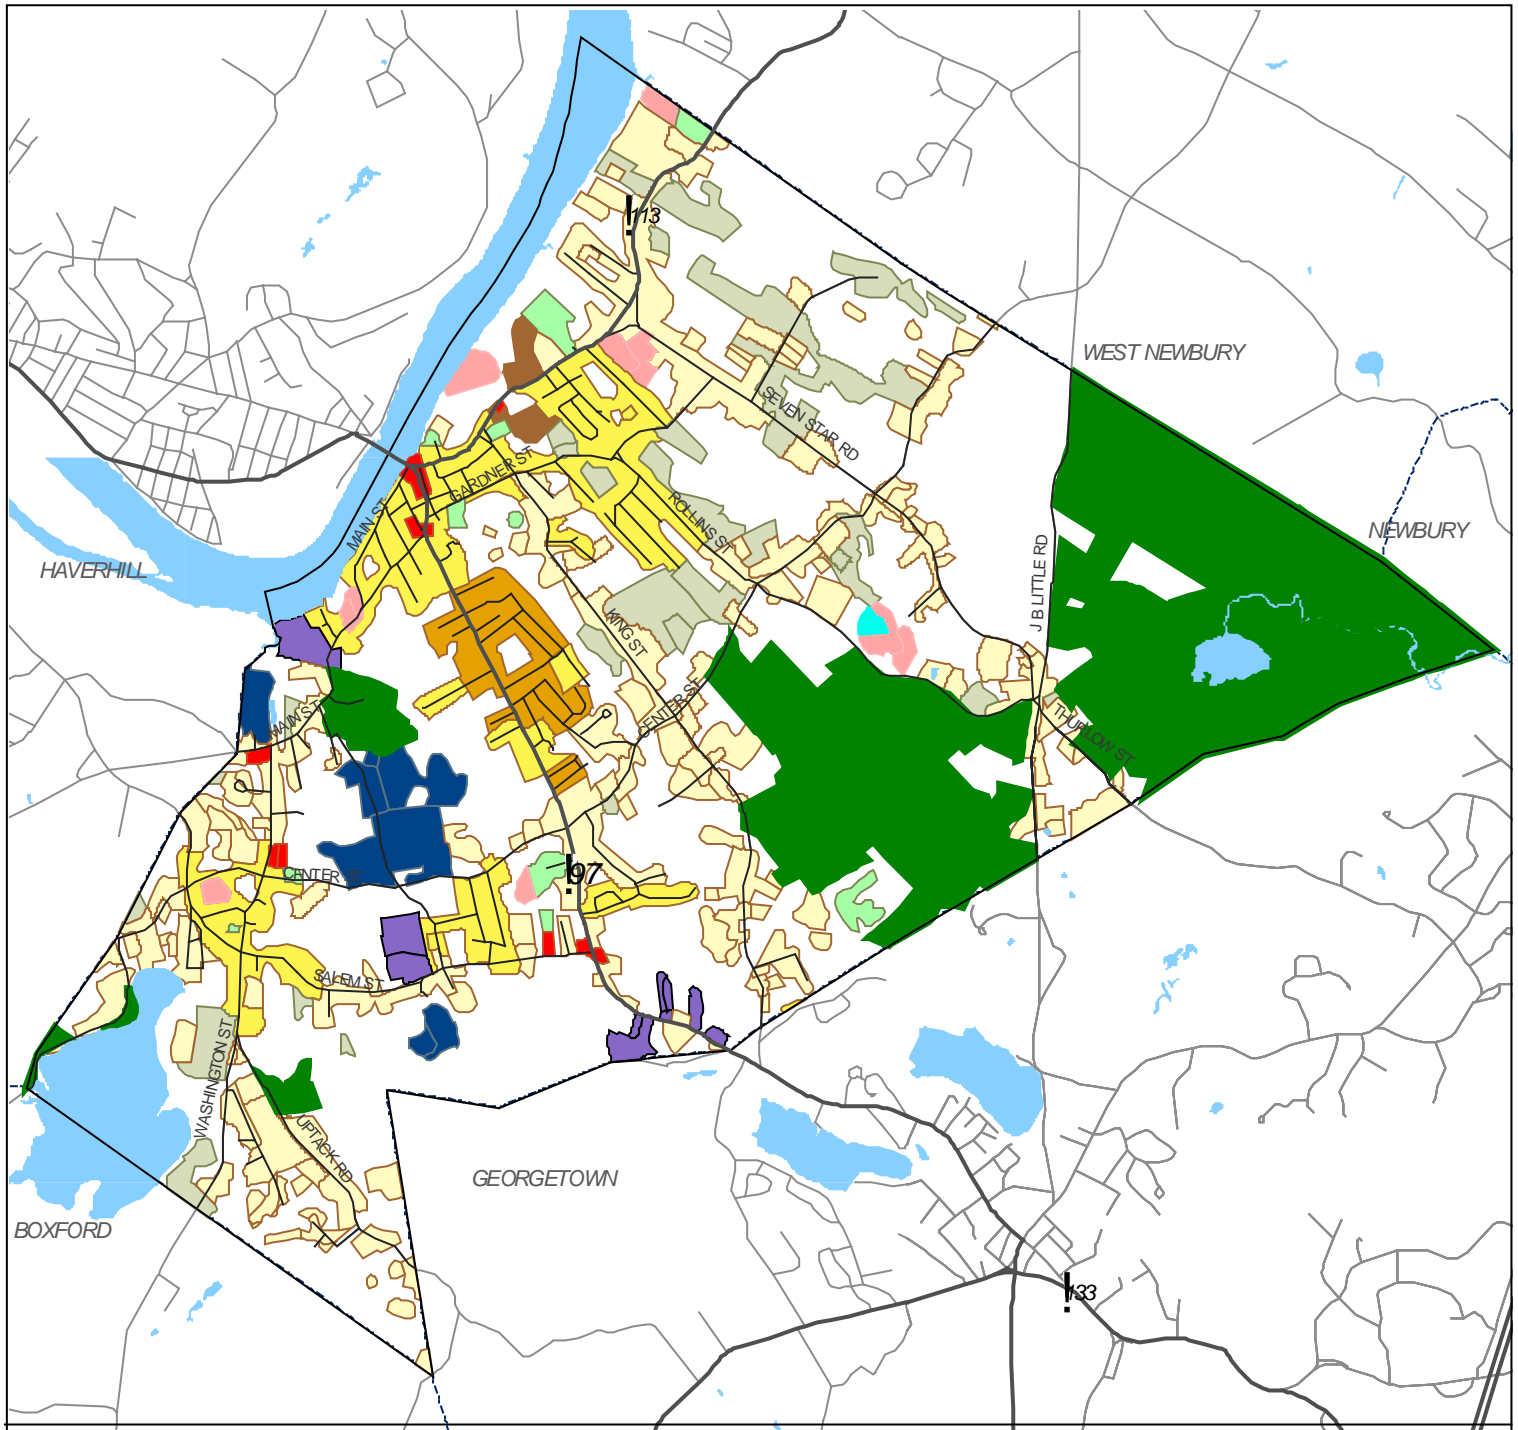 !113
WEST NEWBURY
SEVEN STAR RD
GARDNER ST
MAIN ST
ROLLINS ST
NEWBURY
HAVERHILL
J B LITTLE RD
KING ST
CENTER ST
MAIN ST
THURLOW ST
!97
CENTER ST
SALEM ST
WASHINGTON ST
UPTACK RD
GEORGETOWN
BOXFORD
!133